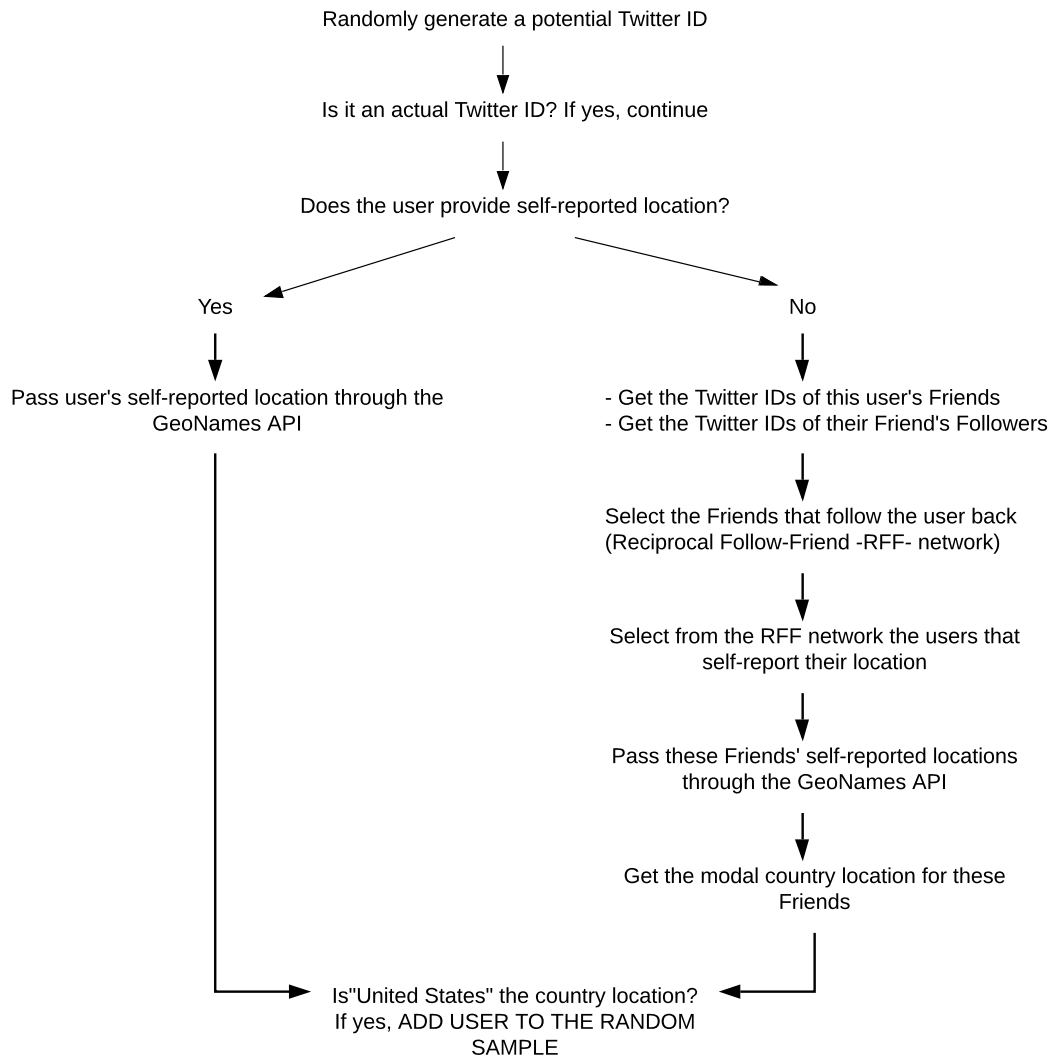 Randomly generate a potential Twitter ID
Is it an actual Twitter ID? If yes, continue
Does the user provide self-reported location?
Yes
No
Pass user's self-reported location through the
GeoNames API
- Get the Twitter IDs of this user's Friends
- Get the Twitter IDs of their Friend's Followers
Select the Friends that follow the user back
(Reciprocal Follow-Friend -RFF- network)
Select from the RFF network the users that
self-report their location
Pass these Friends' self-reported locations
through the GeoNames API
Get the modal country location for these
Friends
Is"United States" the country location?
If yes, ADD USER TO THE RANDOM
SAMPLE